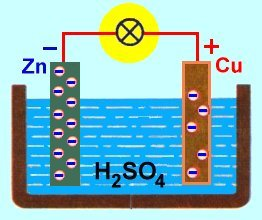 − +
Zn Cu
H₂SO₄